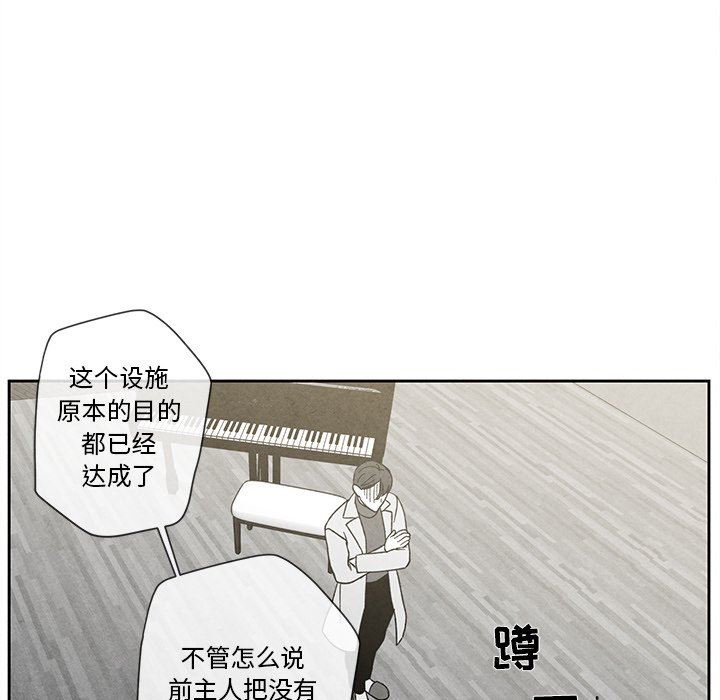 这个设施
原本的目的
都已经
达成了
不管怎么说
前主人把没有
蹲